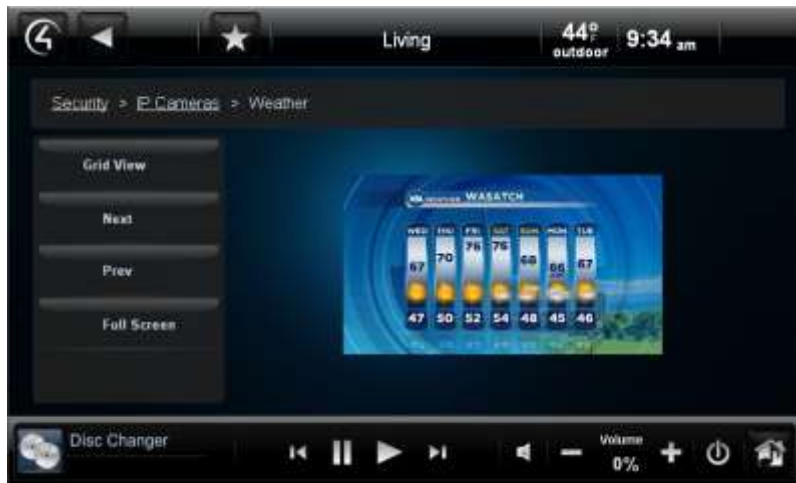 Living
44°F
outdoor
9:34 am
Security > IP Cameras > Weather
Grid View
Next
Prev
Full Screen
WEATHER WASATCH
WED THU FRI SAT SUN MON TUE
67 70 76 76 68 66 67
47 50 52 54 48 45 46
Disc Changer
Volume
0%